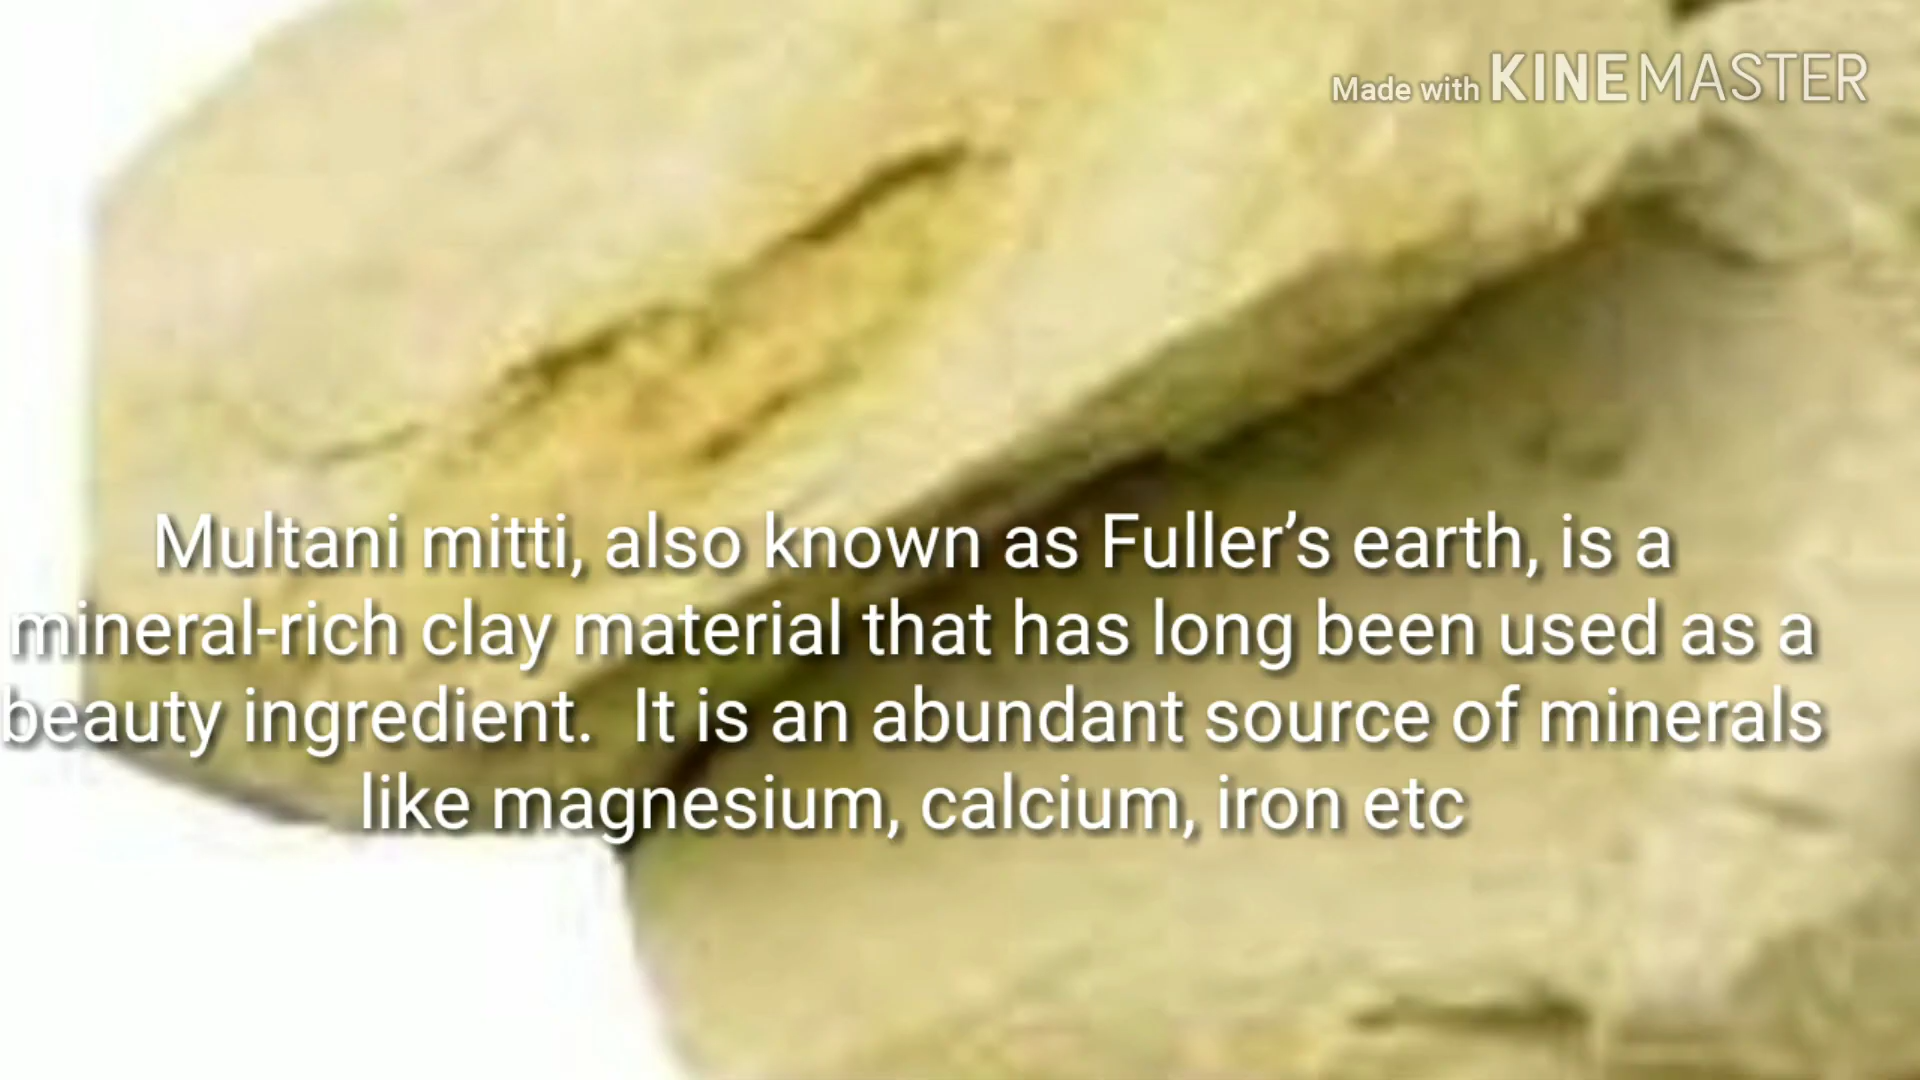 Made with KINEMASTER
Multani mitti, also known as Fuller’s earth, is a
mineral-rich clay material that has long been used as a
beauty ingredient.  It is an abundant source of minerals
like magnesium, calcium, iron etc